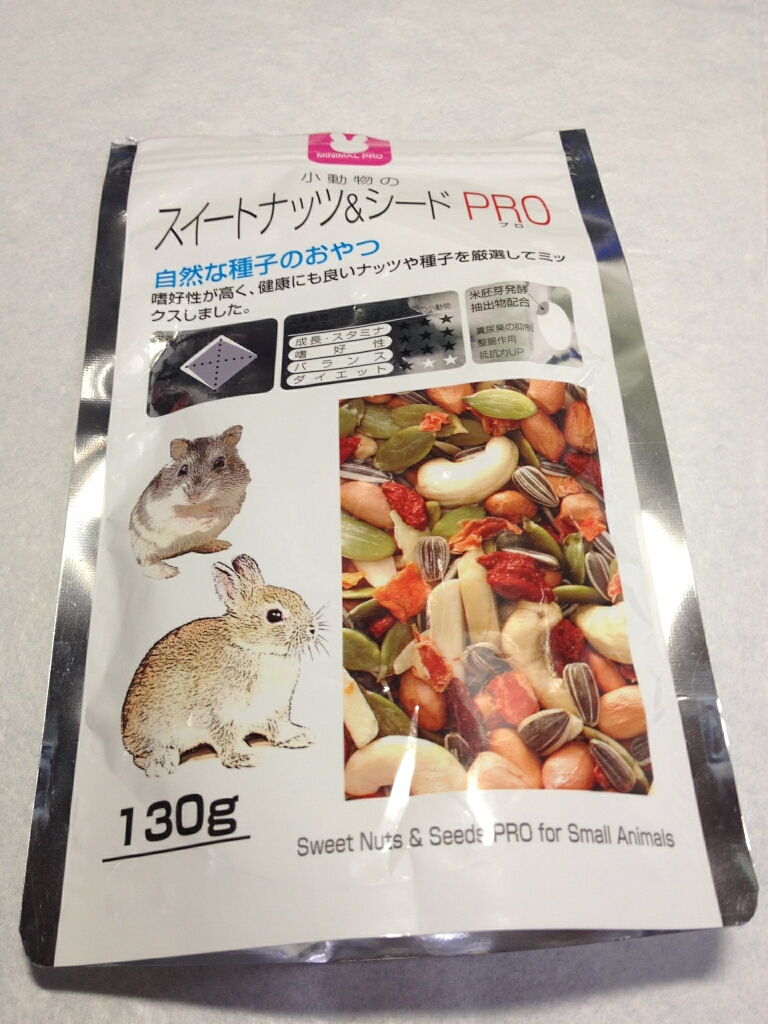 MINIMAL PRO
小動物の
スイートナッツ&シード PRO
プロ
自然な種子のおやつ
嗜好性が高く、健康にも良いナッツや種子を厳選してミッ
クスしました。
の小動物
成長・スタミナ ★★★
嗜好性 ★★★
バランス ★★★
ダイエット ★☆☆
米胚芽発酵
抽出物配合
糞尿臭の抑制
整腸作用
抵抗力UP
130g
Sweet Nuts & Seeds PRO for Small Animals